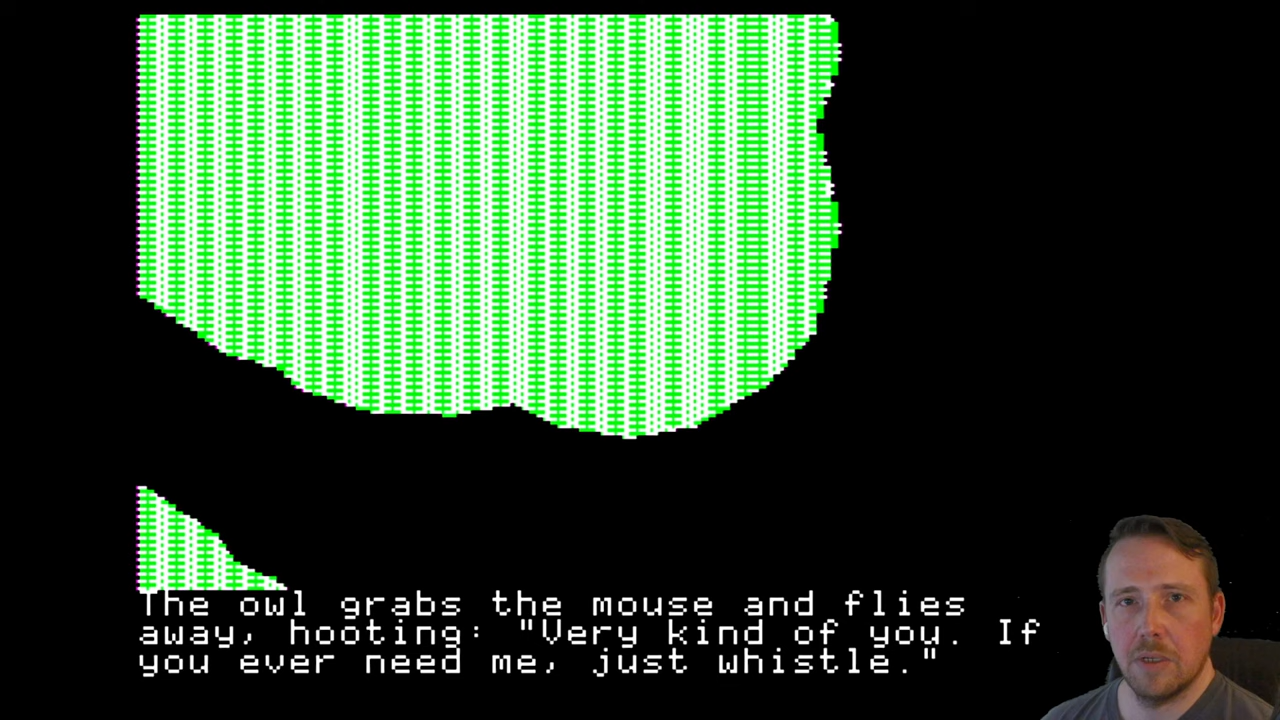 The owl grabs the mouse and flies
away, hooting: "Very kind of you. If
you ever need me, just whistle."